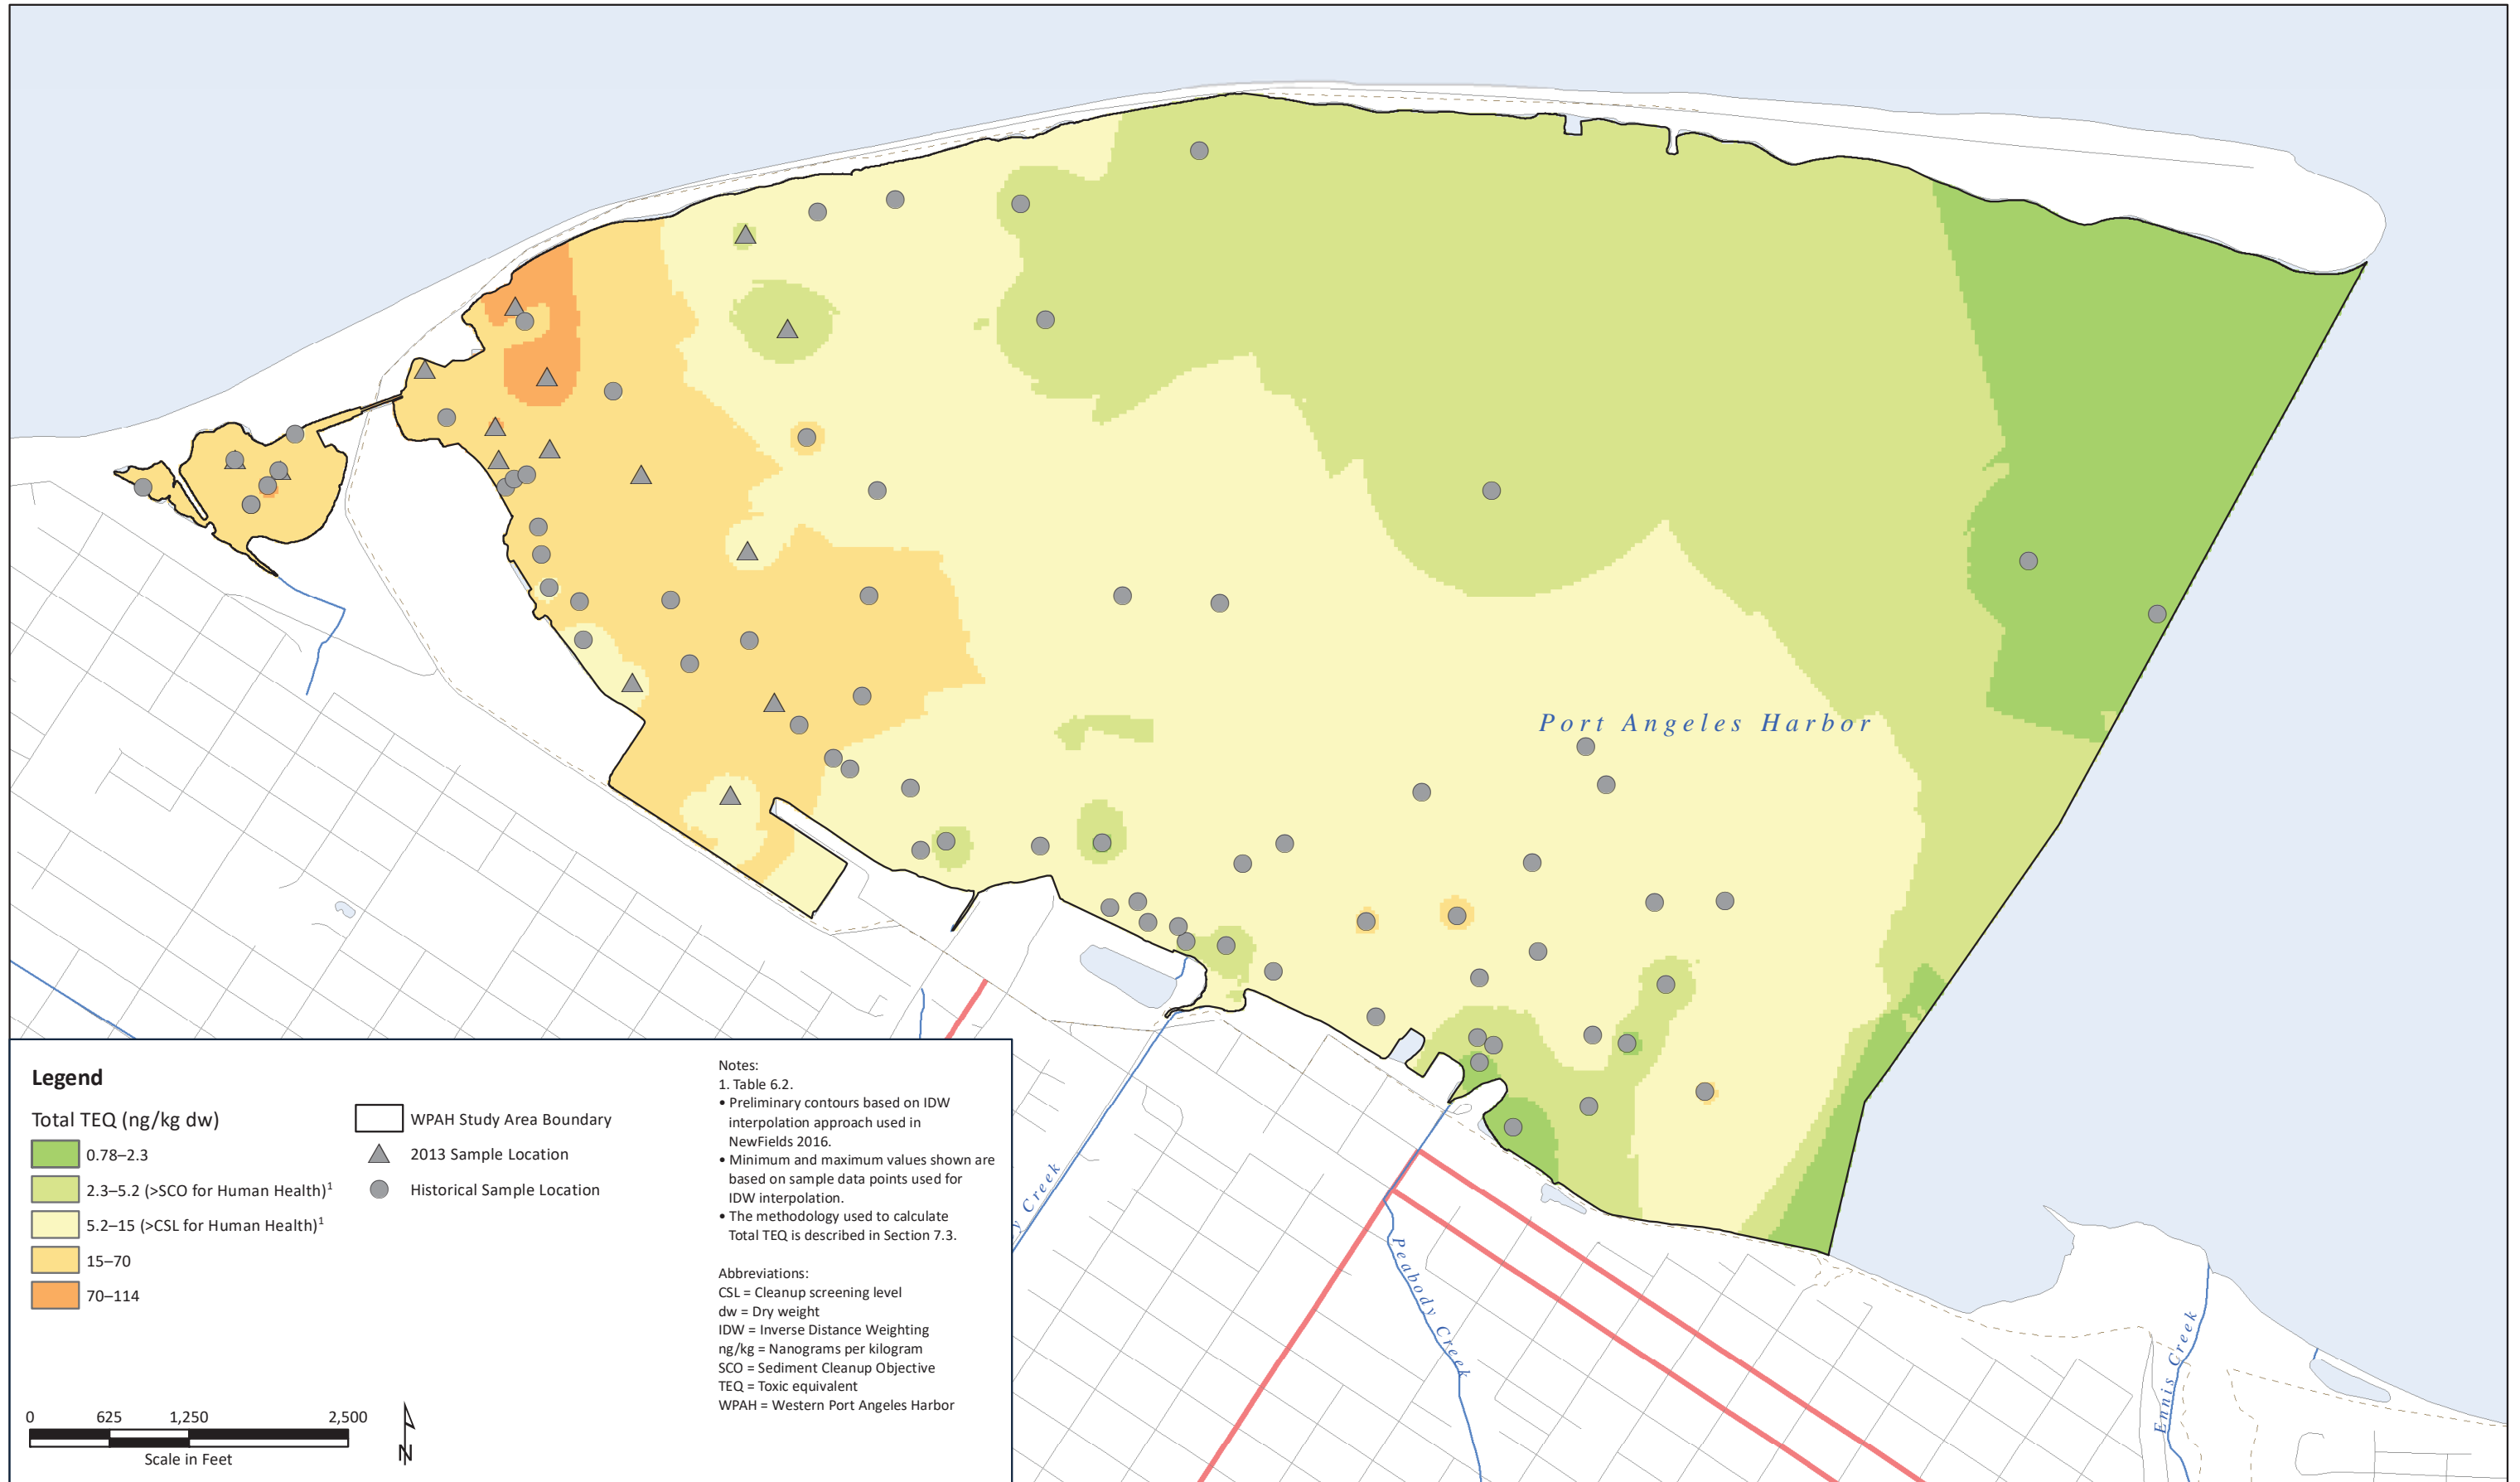 Port Angeles Harbor
y Creek
Peabody Creek
Ennis Creek
Legend
Total TEQ (ng/kg dw)
0.78–2.3
2.3–5.2 (>SCO for Human Health)1
5.2–15 (>CSL for Human Health)1
15–70
70–114
WPAH Study Area Boundary
2013 Sample Location
Historical Sample Location
Notes:
1. Table 6.2.
• Preliminary contours based on IDW
interpolation approach used in
NewFields 2016.
• Minimum and maximum values shown are
based on sample data points used for
IDW interpolation.
• The methodology used to calculate
Total TEQ is described in Section 7.3.
Abbreviations:
CSL = Cleanup screening level
dw = Dry weight
IDW = Inverse Distance Weighting
ng/kg = Nanograms per kilogram
SCO = Sediment Cleanup Objective
TEQ = Toxic equivalent
WPAH = Western Port Angeles Harbor
0 625 1,250 2,500
Scale in Feet
N